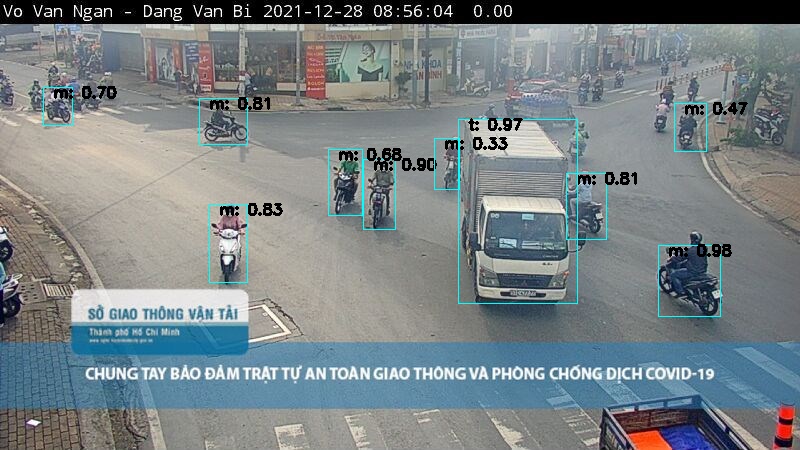 Vo Van Ngan - Dang Van Bi 2021-12-28 08:56:04 0.00
m: 0.70
m: 0.81
m: 0.47
t: 0.97
m: 0.33
m: 0.68
m: 0.90
m: 0.81
m: 0.83
m: 0.98
NHA KHOA
SỞ GIAO THÔNG VẬN TẢI
Thành phố Hồ Chí Minh
CHUNG TAY BẢO ĐẢM TRẬT TỰ AN TOÀN GIAO THÔNG VÀ PHÒNG CHỐNG DỊCH COVID-19